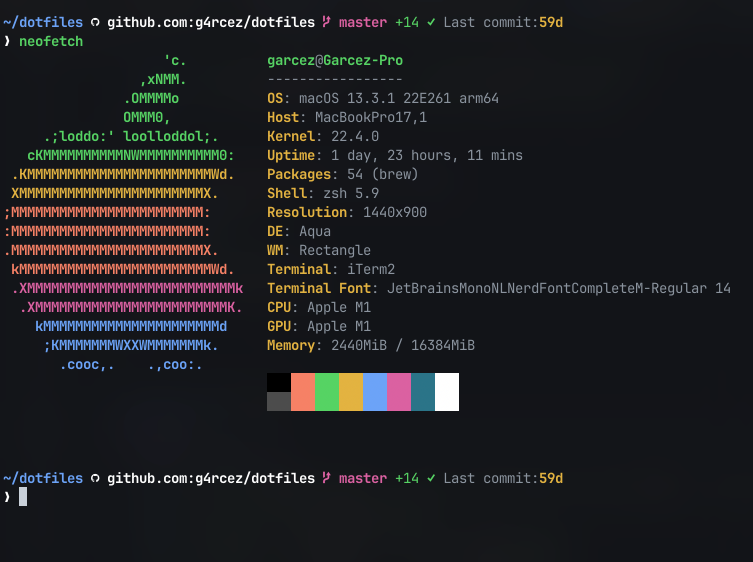 ~/dotfiles github.com:g4rcez/dotfiles master +14 ✓ Last commit:59d
❱ neofetch
'c. garcez@Garcez-Pro
,xNMM. -----------------
.OMMMMo OS: macOS 13.3.1 22E261 arm64
OMMM0, Host: MacBookPro17,1
.;loddo:' loolloddol;. Kernel: 22.4.0
cKMMMMMMMMMMNWMMMMMMMMMM0: Uptime: 1 day, 23 hours, 11 mins
.KMMMMMMMMMMMMMMMMMMMMMMMWd. Packages: 54 (brew)
XMMMMMMMMMMMMMMMMMMMMMMMX. Shell: zsh 5.9
;MMMMMMMMMMMMMMMMMMMMMMMM: Resolution: 1440x900
:MMMMMMMMMMMMMMMMMMMMMMMM: DE: Aqua
.MMMMMMMMMMMMMMMMMMMMMMMMX. WM: Rectangle
kMMMMMMMMMMMMMMMMMMMMMMMMWd. Terminal: iTerm2
.XMMMMMMMMMMMMMMMMMMMMMMMMMMk Terminal Font: JetBrainsMonoNLNerdFontCompleteM-Regular 14
.XMMMMMMMMMMMMMMMMMMMMMMMMK. CPU: Apple M1
kMMMMMMMMMMMMMMMMMMMMMMd GPU: Apple M1
;KMMMMMMMWXXWMMMMMMMk. Memory: 2440MiB / 16384MiB
.cooc,. .,coo:.
~/dotfiles github.com:g4rcez/dotfiles master +14 ✓ Last commit:59d
❱